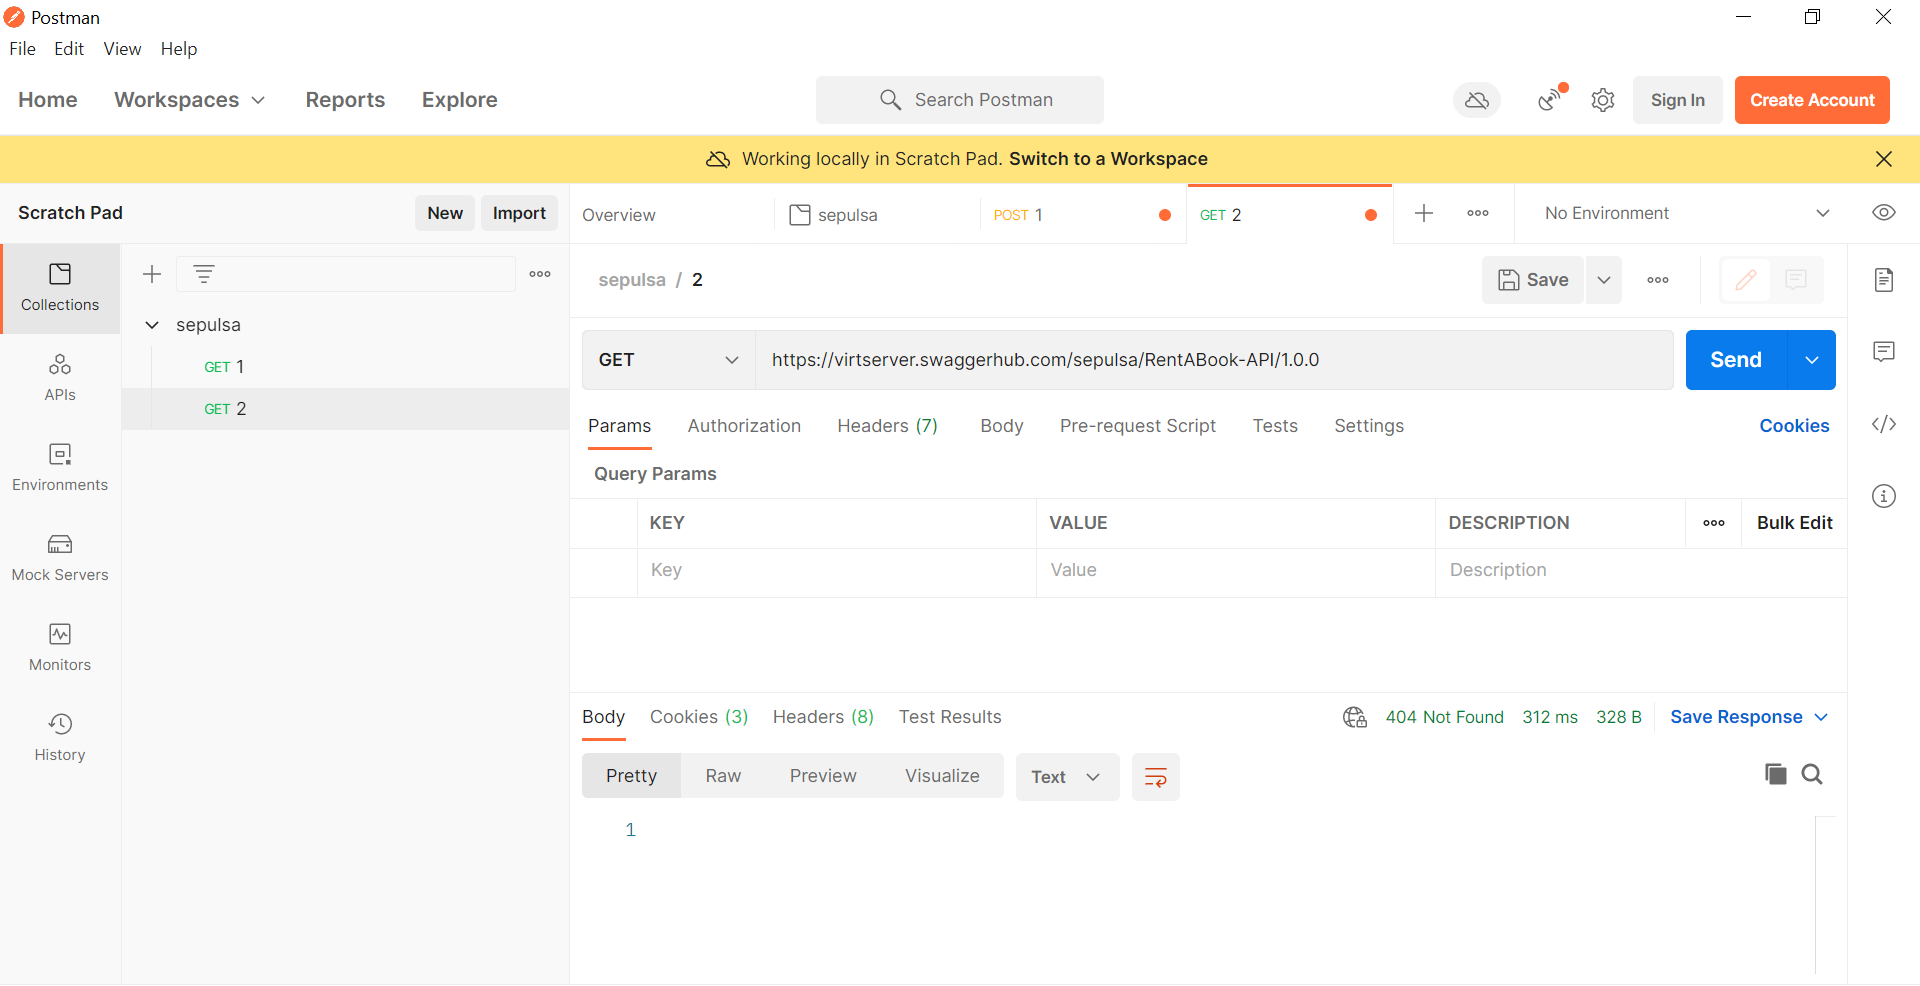 Postman
File Edit View Help
Home Workspaces Reports Explore Search Postman Sign In Create Account
Working locally in Scratch Pad. Switch to a Workspace
Scratch Pad New Import Overview sepulsa POST 1 GET 2 No Environment
Collections
sepulsa / 2 Save
sepulsa
GET 1
GET 2
GET https://virtserver.swaggerhub.com/sepulsa/RentABook-API/1.0.0 Send
APIs
Params Authorization Headers (7) Body Pre-request Script Tests Settings Cookies
Environments
Query Params
KEY VALUE DESCRIPTION Bulk Edit
Key Value Description
Mock Servers
Monitors
History
Body Cookies (3) Headers (8) Test Results 404 Not Found 312 ms 328 B Save Response
Pretty Raw Preview Visualize Text
1